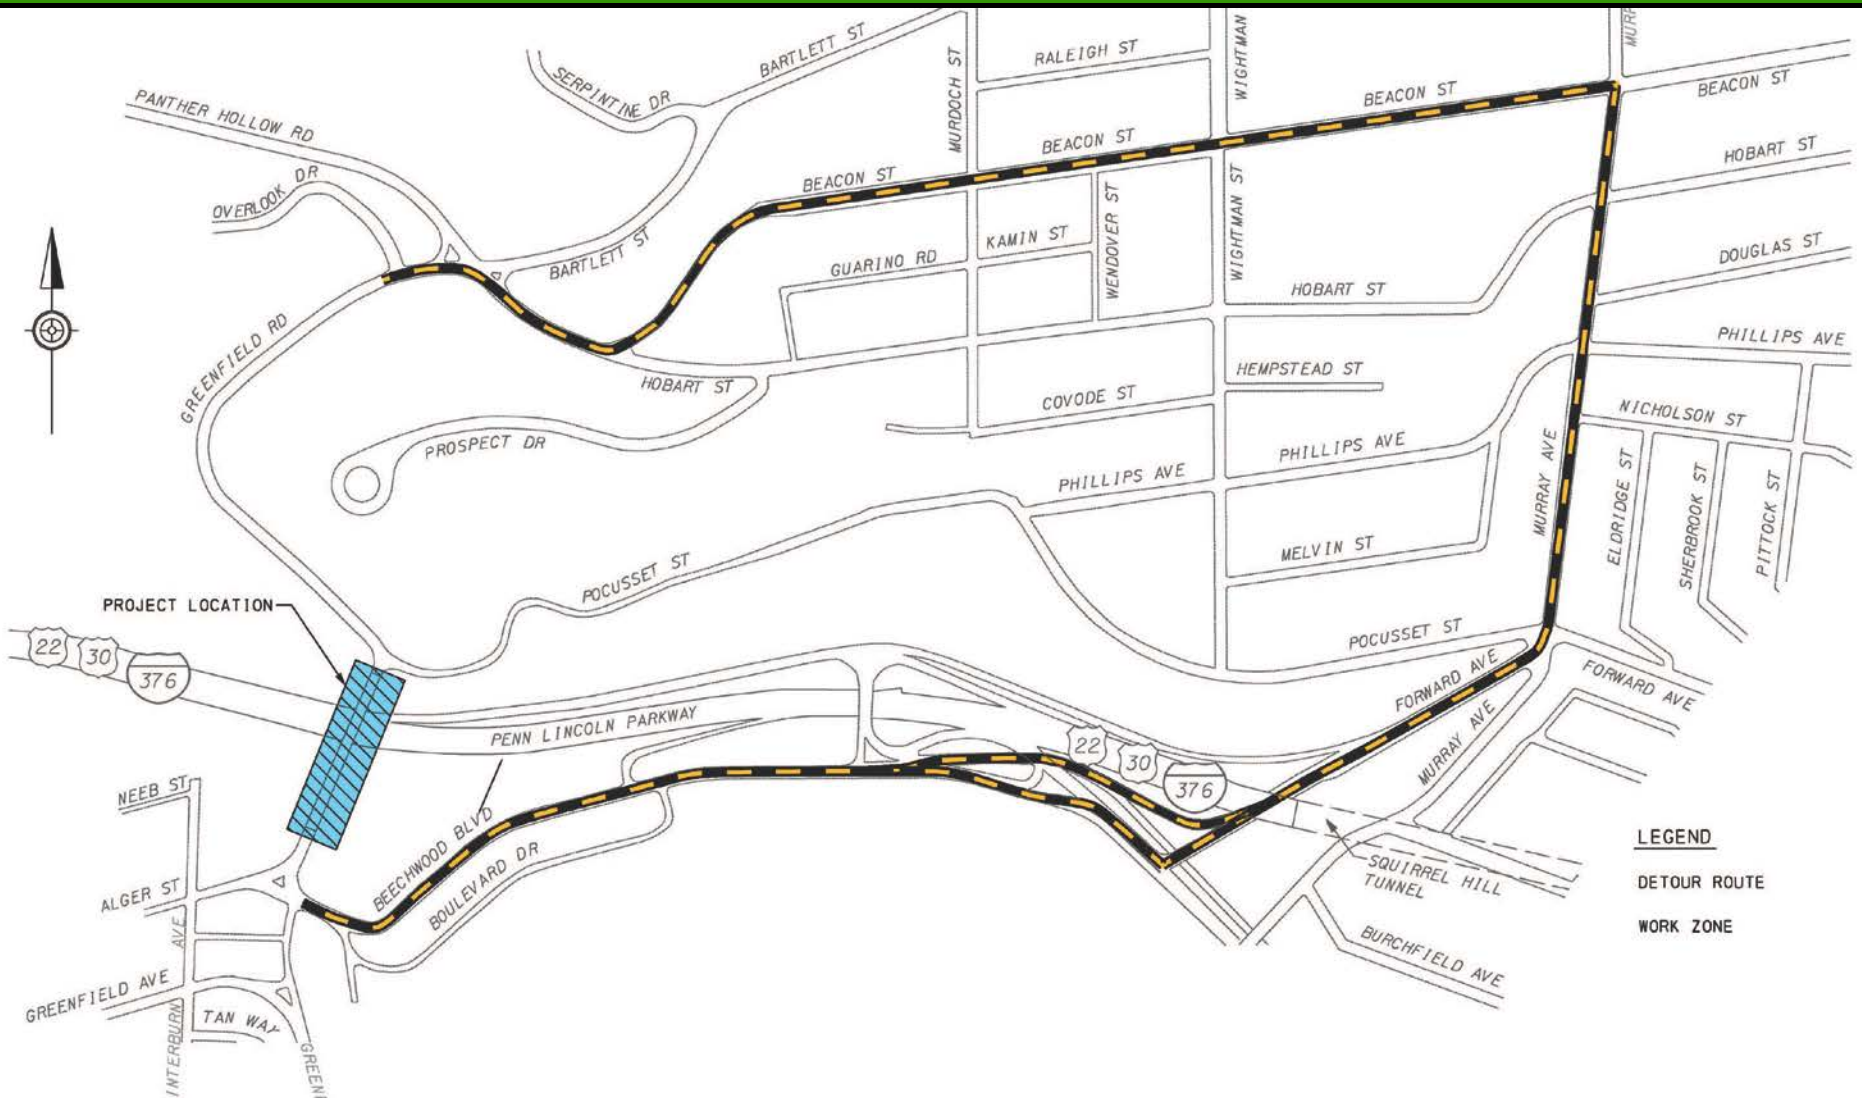 MURR
BARTLETT ST
WIGHTMAN
RALEIGH ST
MURDOCH ST
SERPINTINE DR
BEACON ST
BEACON ST
PANTHER HOLLOW RD
BEACON ST
HOBART ST
BEACON ST
OVERLOOK DR
WENDOVER ST
WIGHTMAN ST
KAMIN ST
BARTLETT ST
GUARINO RD
DOUGLAS ST
HOBART ST
GREENFIELD RD
PHILLIPS AVE
HOBART ST
HEMPSTEAD ST
COVODE ST
NICHOLSON ST
PROSPECT DR
PHILLIPS AVE
PHILLIPS AVE
MURRAY AVE
ELDRIDGE ST
SHERBROOK ST
PITTOCK ST
MELVIN ST
POCUSSET ST
PROJECT LOCATION
22
30
376
POCUSSET ST
FORWARD AVE
FORWARD AVE
PENN LINCOLN PARKWAY
MURRAY AVE
22
30
376
NEEB ST
BEECHWOOD BLVD
BOULEVARD DR
SQUIRREL HILL
TUNNEL
LEGEND
DETOUR ROUTE
WORK ZONE
ALGER ST
AVE
BURCHFIELD AVE
GREENFIELD AVE
TAN WAY
INTERBURN
GREENF